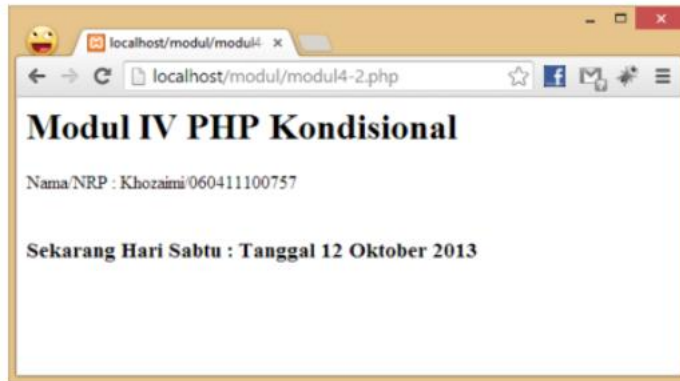 localhost/modul/modul4
localhost/modul/modul4-2.php
Modul IV PHP Kondisional
Nama/NRP : Khozaimi/060411100757
Sekarang Hari Sabtu : Tanggal 12 Oktober 2013